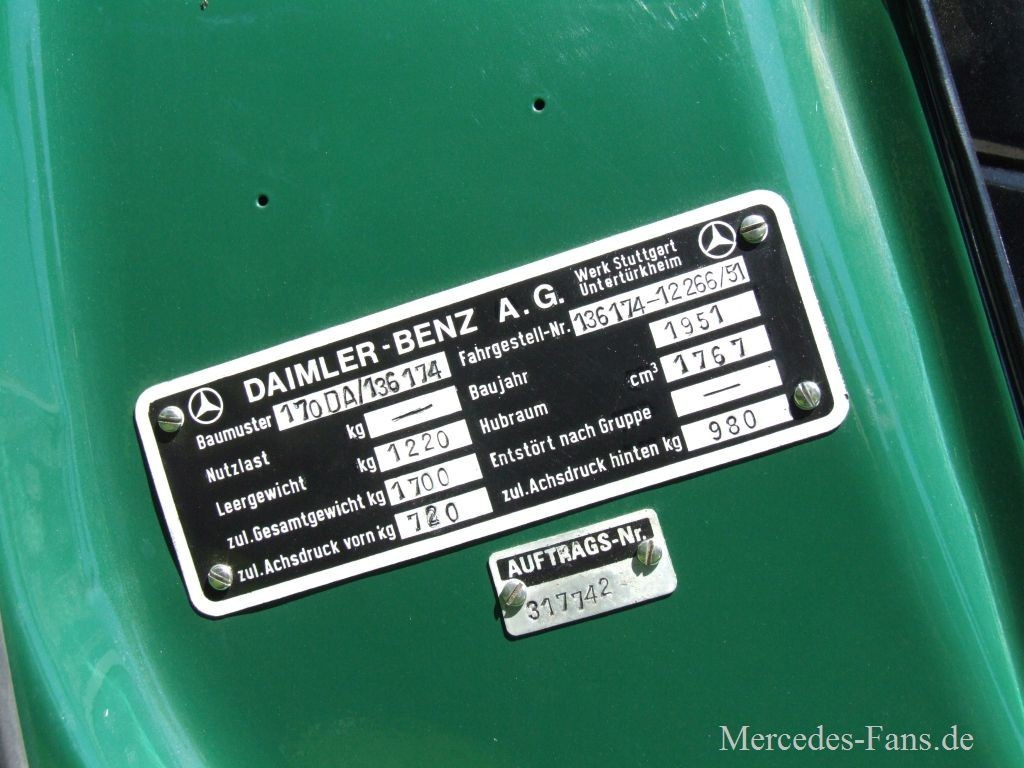 DAIMLER-BENZ A.G. Werk Stuttgart
Untertürkheim
Baumuster 170DA/136174 Fahrgestell-Nr. 136174-12266/51
Nutzlast kg — Baujahr 1951
Leergewicht kg 1220 Hubraum cm³ 1767
zul.Gesamtgewicht kg 1700 Entstört nach Gruppe —
zul.Achsdruck vorn kg 720 zul.Achsdruck hinten kg 980
AUFTRAGS-Nr.
317742
Mercedes-Fans.de